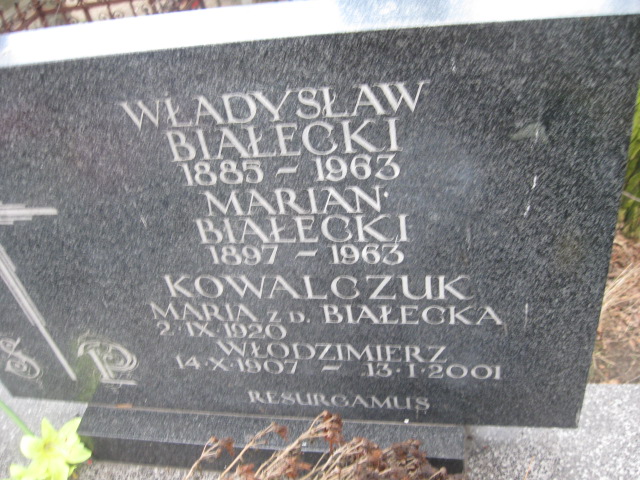 WŁADYSŁAW
BIAŁECKI
1885 – 1963
MARIAN
BIAŁECKI
1897 – 1963
KOWALCZUK
MARIA Z D. BIAŁECKA
2·IX·1920
WŁODZIMIERZ
14·X·1907 – 13·I·2001
RESURGAMUS